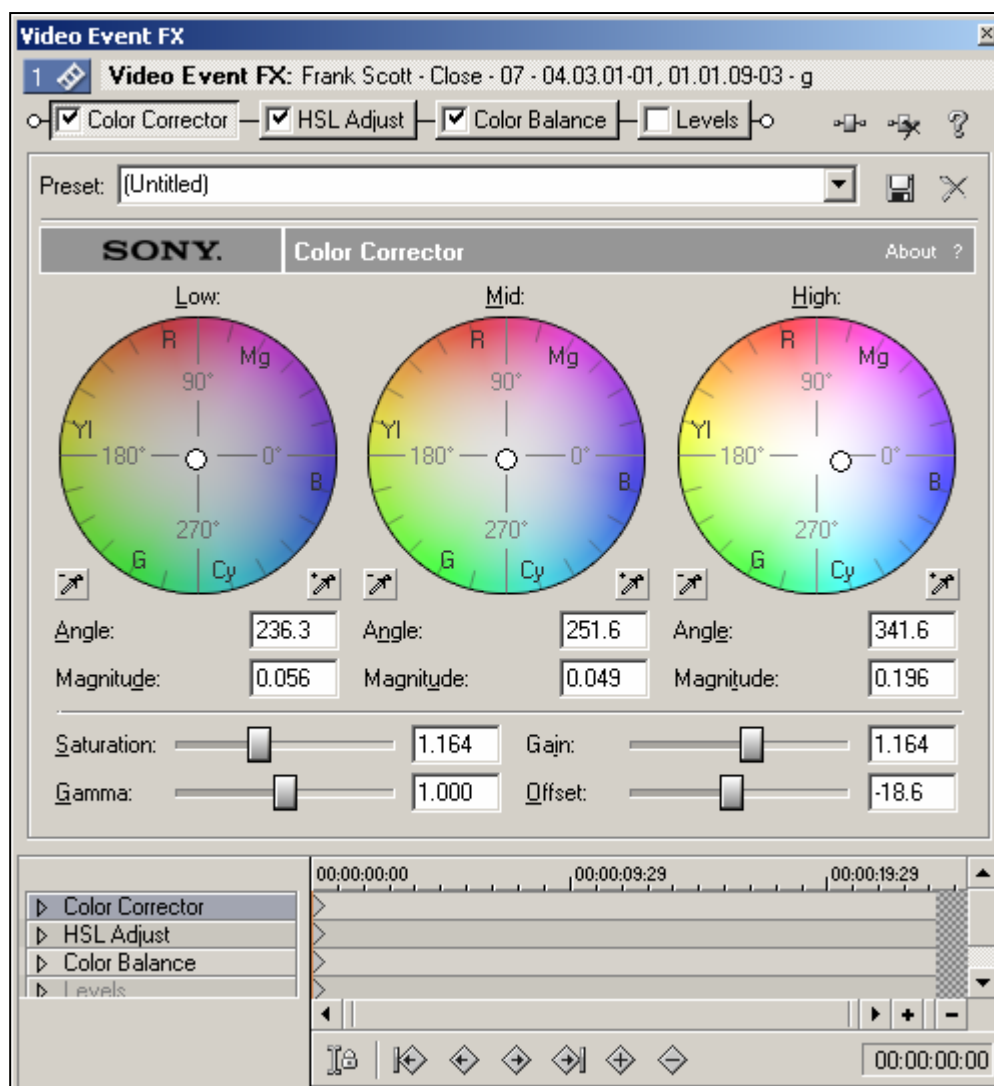 Video Event FX
1 Video Event FX: Frank Scott - Close - 07 - 04.03.01-01, 01.01.09-03 - g
Color Corrector HSL Adjust Color Balance Levels
Preset: (Untitled)
SONY. Color Corrector About ?
Low: Mid: High:
R Mg 90° Yl 180° 0° B 270° G Cy
R Mg 90° Yl 180° 0° B 270° G Cy
R Mg 90° Yl 180° 0° B 270° G Cy
Angle: 236.3 Angle: 251.6 Angle: 341.6
Magnitude: 0.056 Magnitude: 0.049 Magnitude: 0.196
Saturation: 1.164 Gain: 1.164
Gamma: 1.000 Offset: -18.6
00:00:00:00 00:00:09:29 00:00:19:29
Color Corrector
HSL Adjust
Color Balance
Levels
00:00:00:00